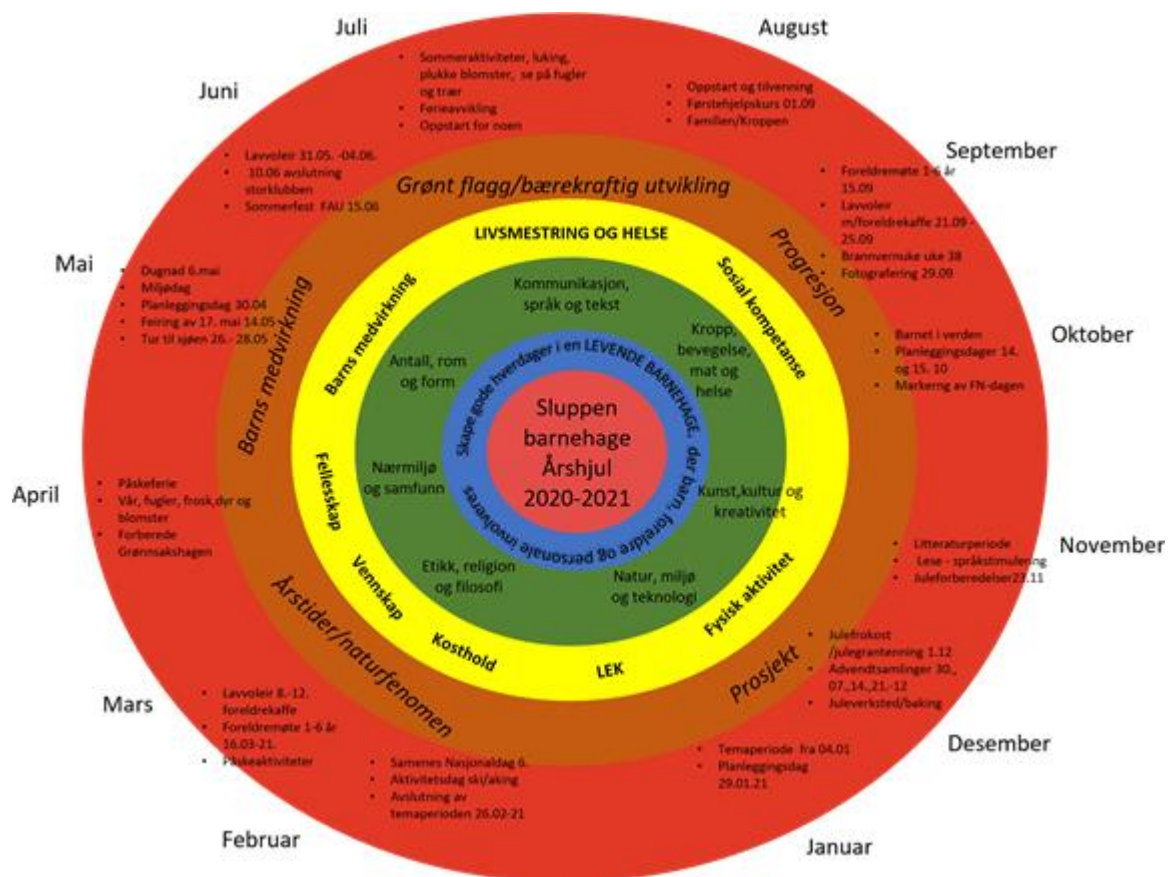 Juli
August
• Sommeraktiviteter, luking,
plukke blomster, se på fugler
og trær
• Ferieavvikling
• Oppstart for noen
• Oppstart og tilvenning
• Førstehjelpskurs 01.09
• Familien/Kroppen
Juni
September
• Lavvoleir 31.05. -04.06.
• 10.06 avslutning
storklubben
• Sommerfest FAU 15.06
• Foreldremøte 1-6 år
15.09
• Lavvoleir
m/foreldrekaffe 21.09 -
25.09
• Brannvernuke uke 38
• Fotografering 29.09
Mai
Oktober
• Dugnad 6.mai
• Miljødag
• Planleggingsdag 30.04
• Feiring av 17. mai 14.05
• Tur til sjøen 26.- 28.05
• Barnet i verden
• Planleggingsdager 14.
og 15. 10
• Markerng av FN-dagen
April
November
• Påskeferie
• Vår, fugler, frosk,dyr og
blomster
• Forberede
Grønnsakshagen
• Litteraturperiode
• Lese - språkstimulering
• Juleforberedelser23.11
Mars
Desember
• Lavvoleir 8.-12.
foreldrekaffe
• Foreldremøte 1-6 år
16.03-21.
• Påskeaktiviteter
• Julefrokost
/julegrantenning 1.12
• Advendtsamlinger 30.,
07.,14.,21.-12
• Juleverksted/baking
Februar
Januar
• Samenes Nasjonaldag 6.
• Aktivitetsdag ski/aking
• Avslutning av
temaperioden 26.02-21
• Temaperiode fra 04.01
• Planleggingsdag
29.01.21
Grønt flagg/bærekraftig utvikling
Progresjon
Prosjekt
Årstider/naturfenomen
Barns medvirkning
LIVSMESTRING OG HELSE
Sosial kompetanse
Fysisk aktivitet
LEK
Kosthold
Vennskap
Fellesskap
Barns medvirkning
Kommunikasjon,
språk og tekst
Kropp,
bevegelse,
mat og
helse
Kunst,kultur og
kreativitet
Natur, miljø
og teknologi
Etikk, religion
og filosofi
Nærmiljø
og samfunn
Antall, rom
og form
Skape gode hverdager i en LEVENDE BARNEHAGE, der barn, foreldre og personale involveres
Sluppen
barnehage
Årshjul
2020-2021